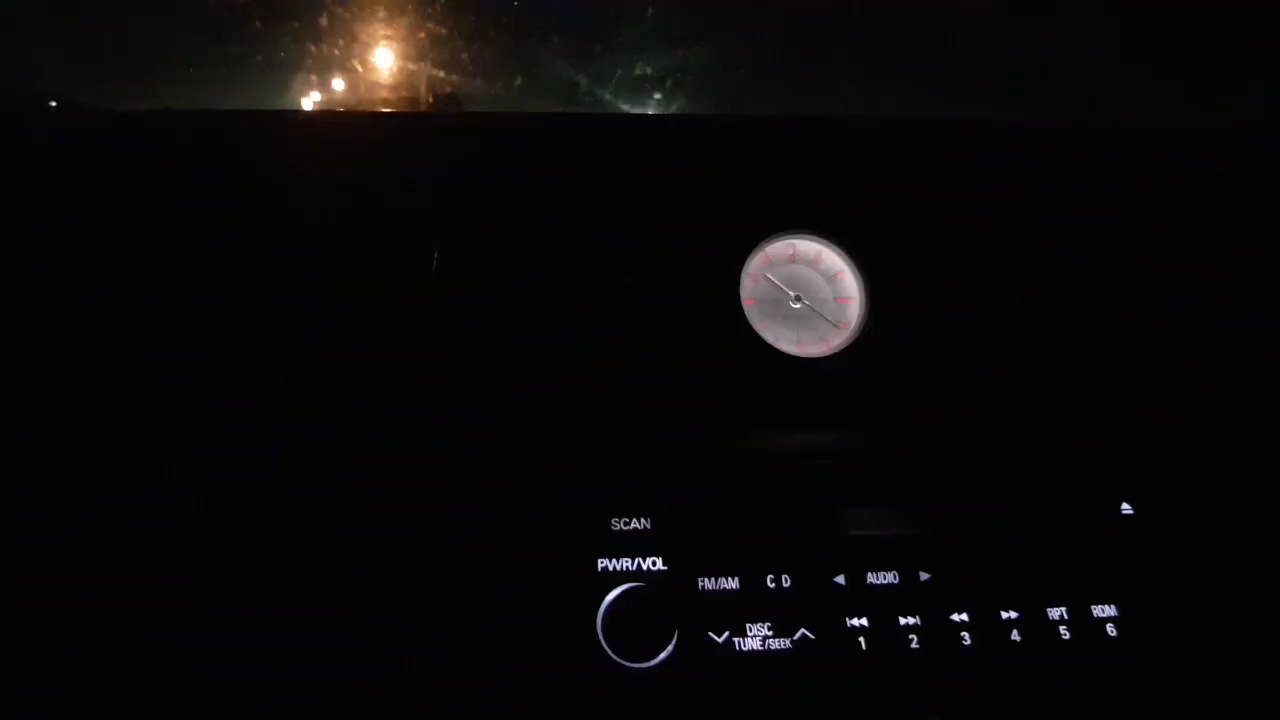 SCAN
PWR/VOL
FM/AM CD AUDIO
DISC
TUNE/SEEK
RPT RDM
1 2 3 4 5 6